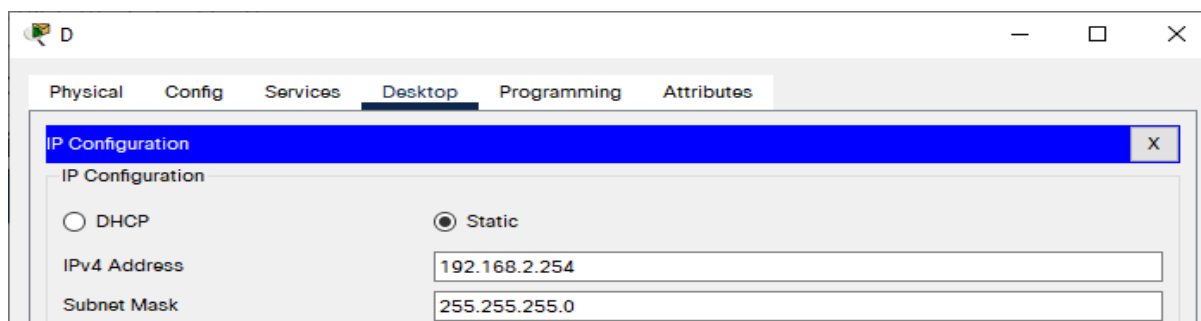 D
Physical Config Services Desktop Programming Attributes
IP Configuration X
IP Configuration
DHCP Static
IPv4 Address 192.168.2.254
Subnet Mask 255.255.255.0